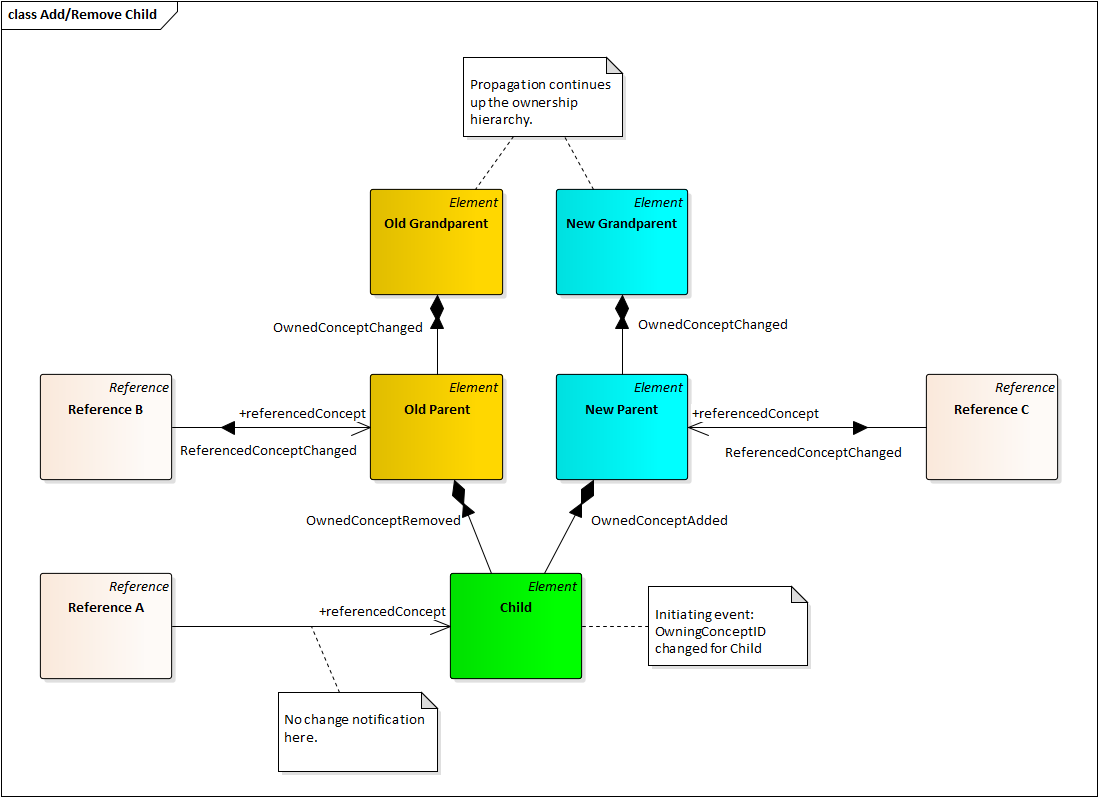 class Add/Remove Child
Propagation continues
up the ownership
hierarchy.
Element
Old Grandparent
Element
New Grandparent
OwnedConceptChanged
OwnedConceptChanged
Reference
Reference B
+referencedConcept
ReferencedConceptChanged
Element
Old Parent
Element
New Parent
+referencedConcept
ReferencedConceptChanged
Reference
Reference C
OwnedConceptRemoved
OwnedConceptAdded
Reference
Reference A
+referencedConcept
Element
Child
Initiating event:
OwningConceptID
changed for Child
No change notification
here.